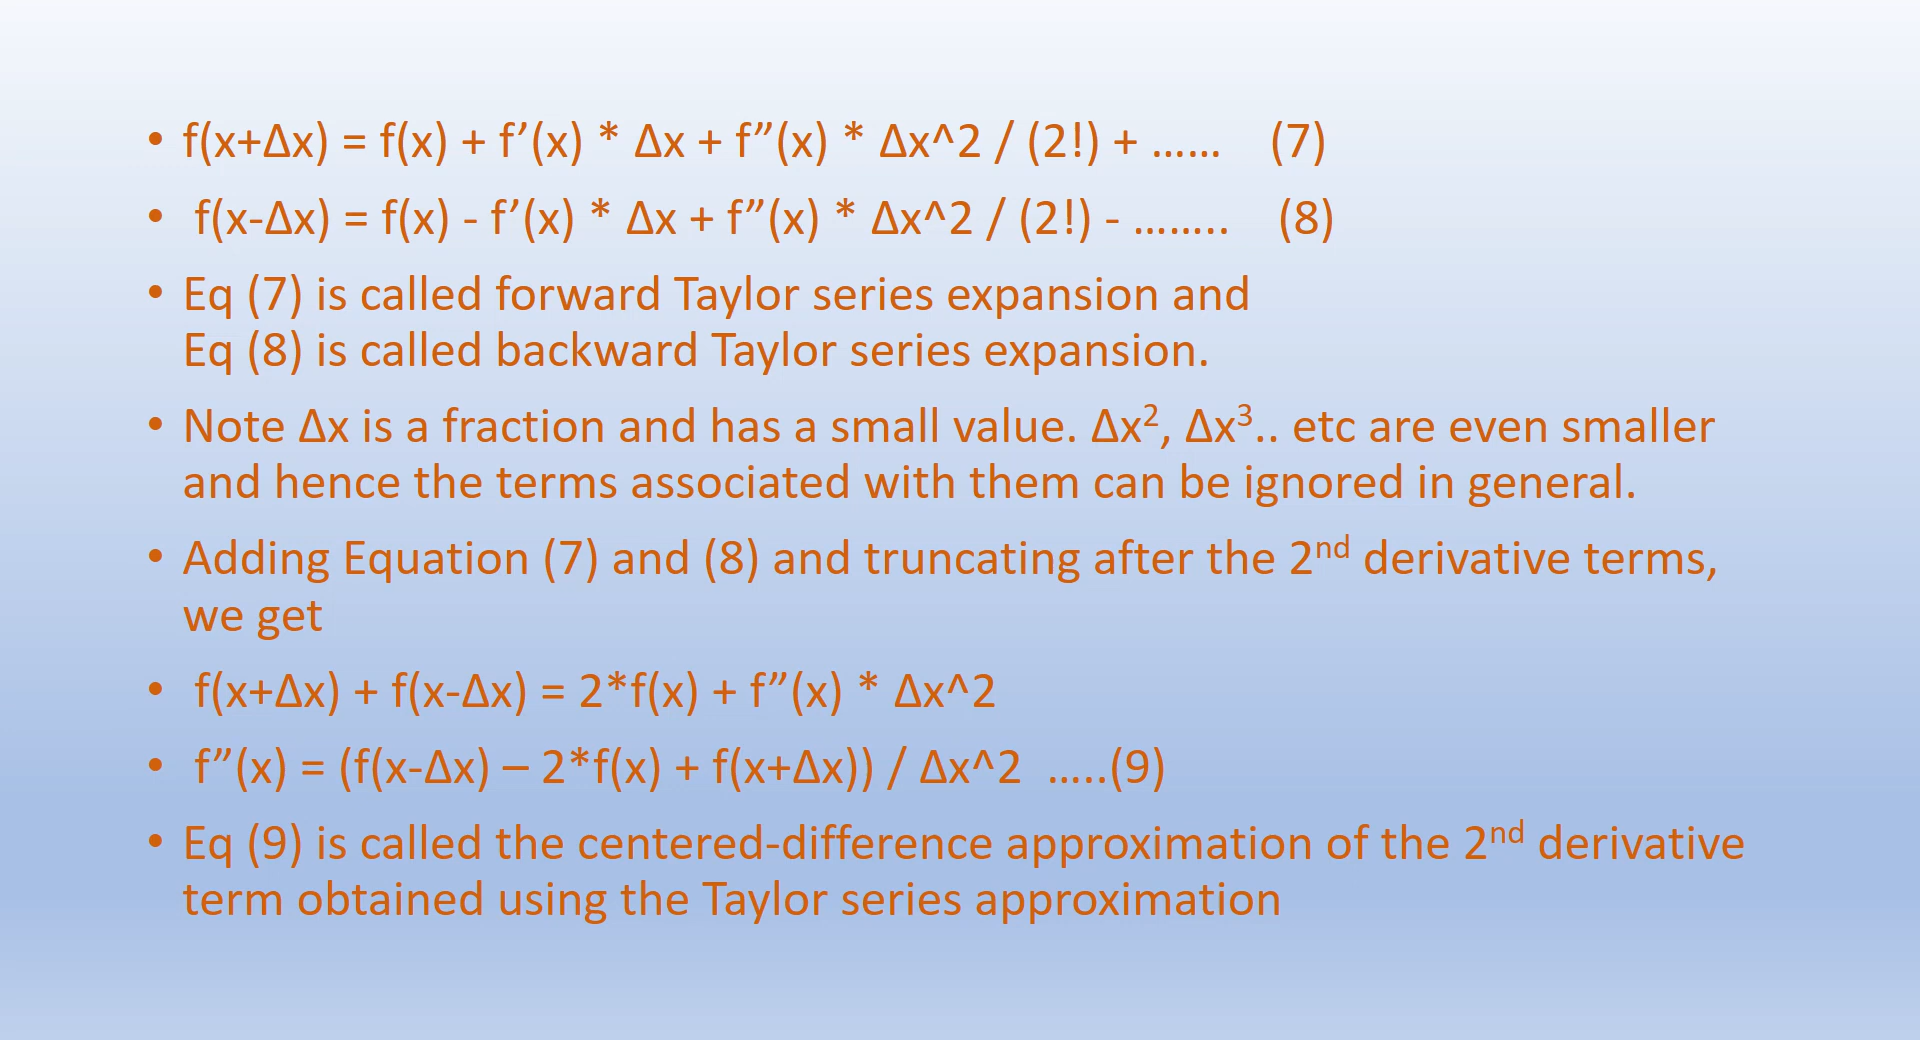 • f(x+Δx) = f(x) + f’(x) * Δx + f”(x) * Δx^2 / (2!) + …… (7)
• f(x-Δx) = f(x) - f’(x) * Δx + f”(x) * Δx^2 / (2!) - …….. (8)
• Eq (7) is called forward Taylor series expansion and
Eq (8) is called backward Taylor series expansion.
• Note Δx is a fraction and has a small value. Δx², Δx³.. etc are even smaller
and hence the terms associated with them can be ignored in general.
• Adding Equation (7) and (8) and truncating after the 2ⁿᵈ derivative terms,
we get
• f(x+Δx) + f(x-Δx) = 2*f(x) + f”(x) * Δx^2
• f”(x) = (f(x-Δx) – 2*f(x) + f(x+Δx)) / Δx^2 …..(9)
• Eq (9) is called the centered-difference approximation of the 2ⁿᵈ derivative
term obtained using the Taylor series approximation